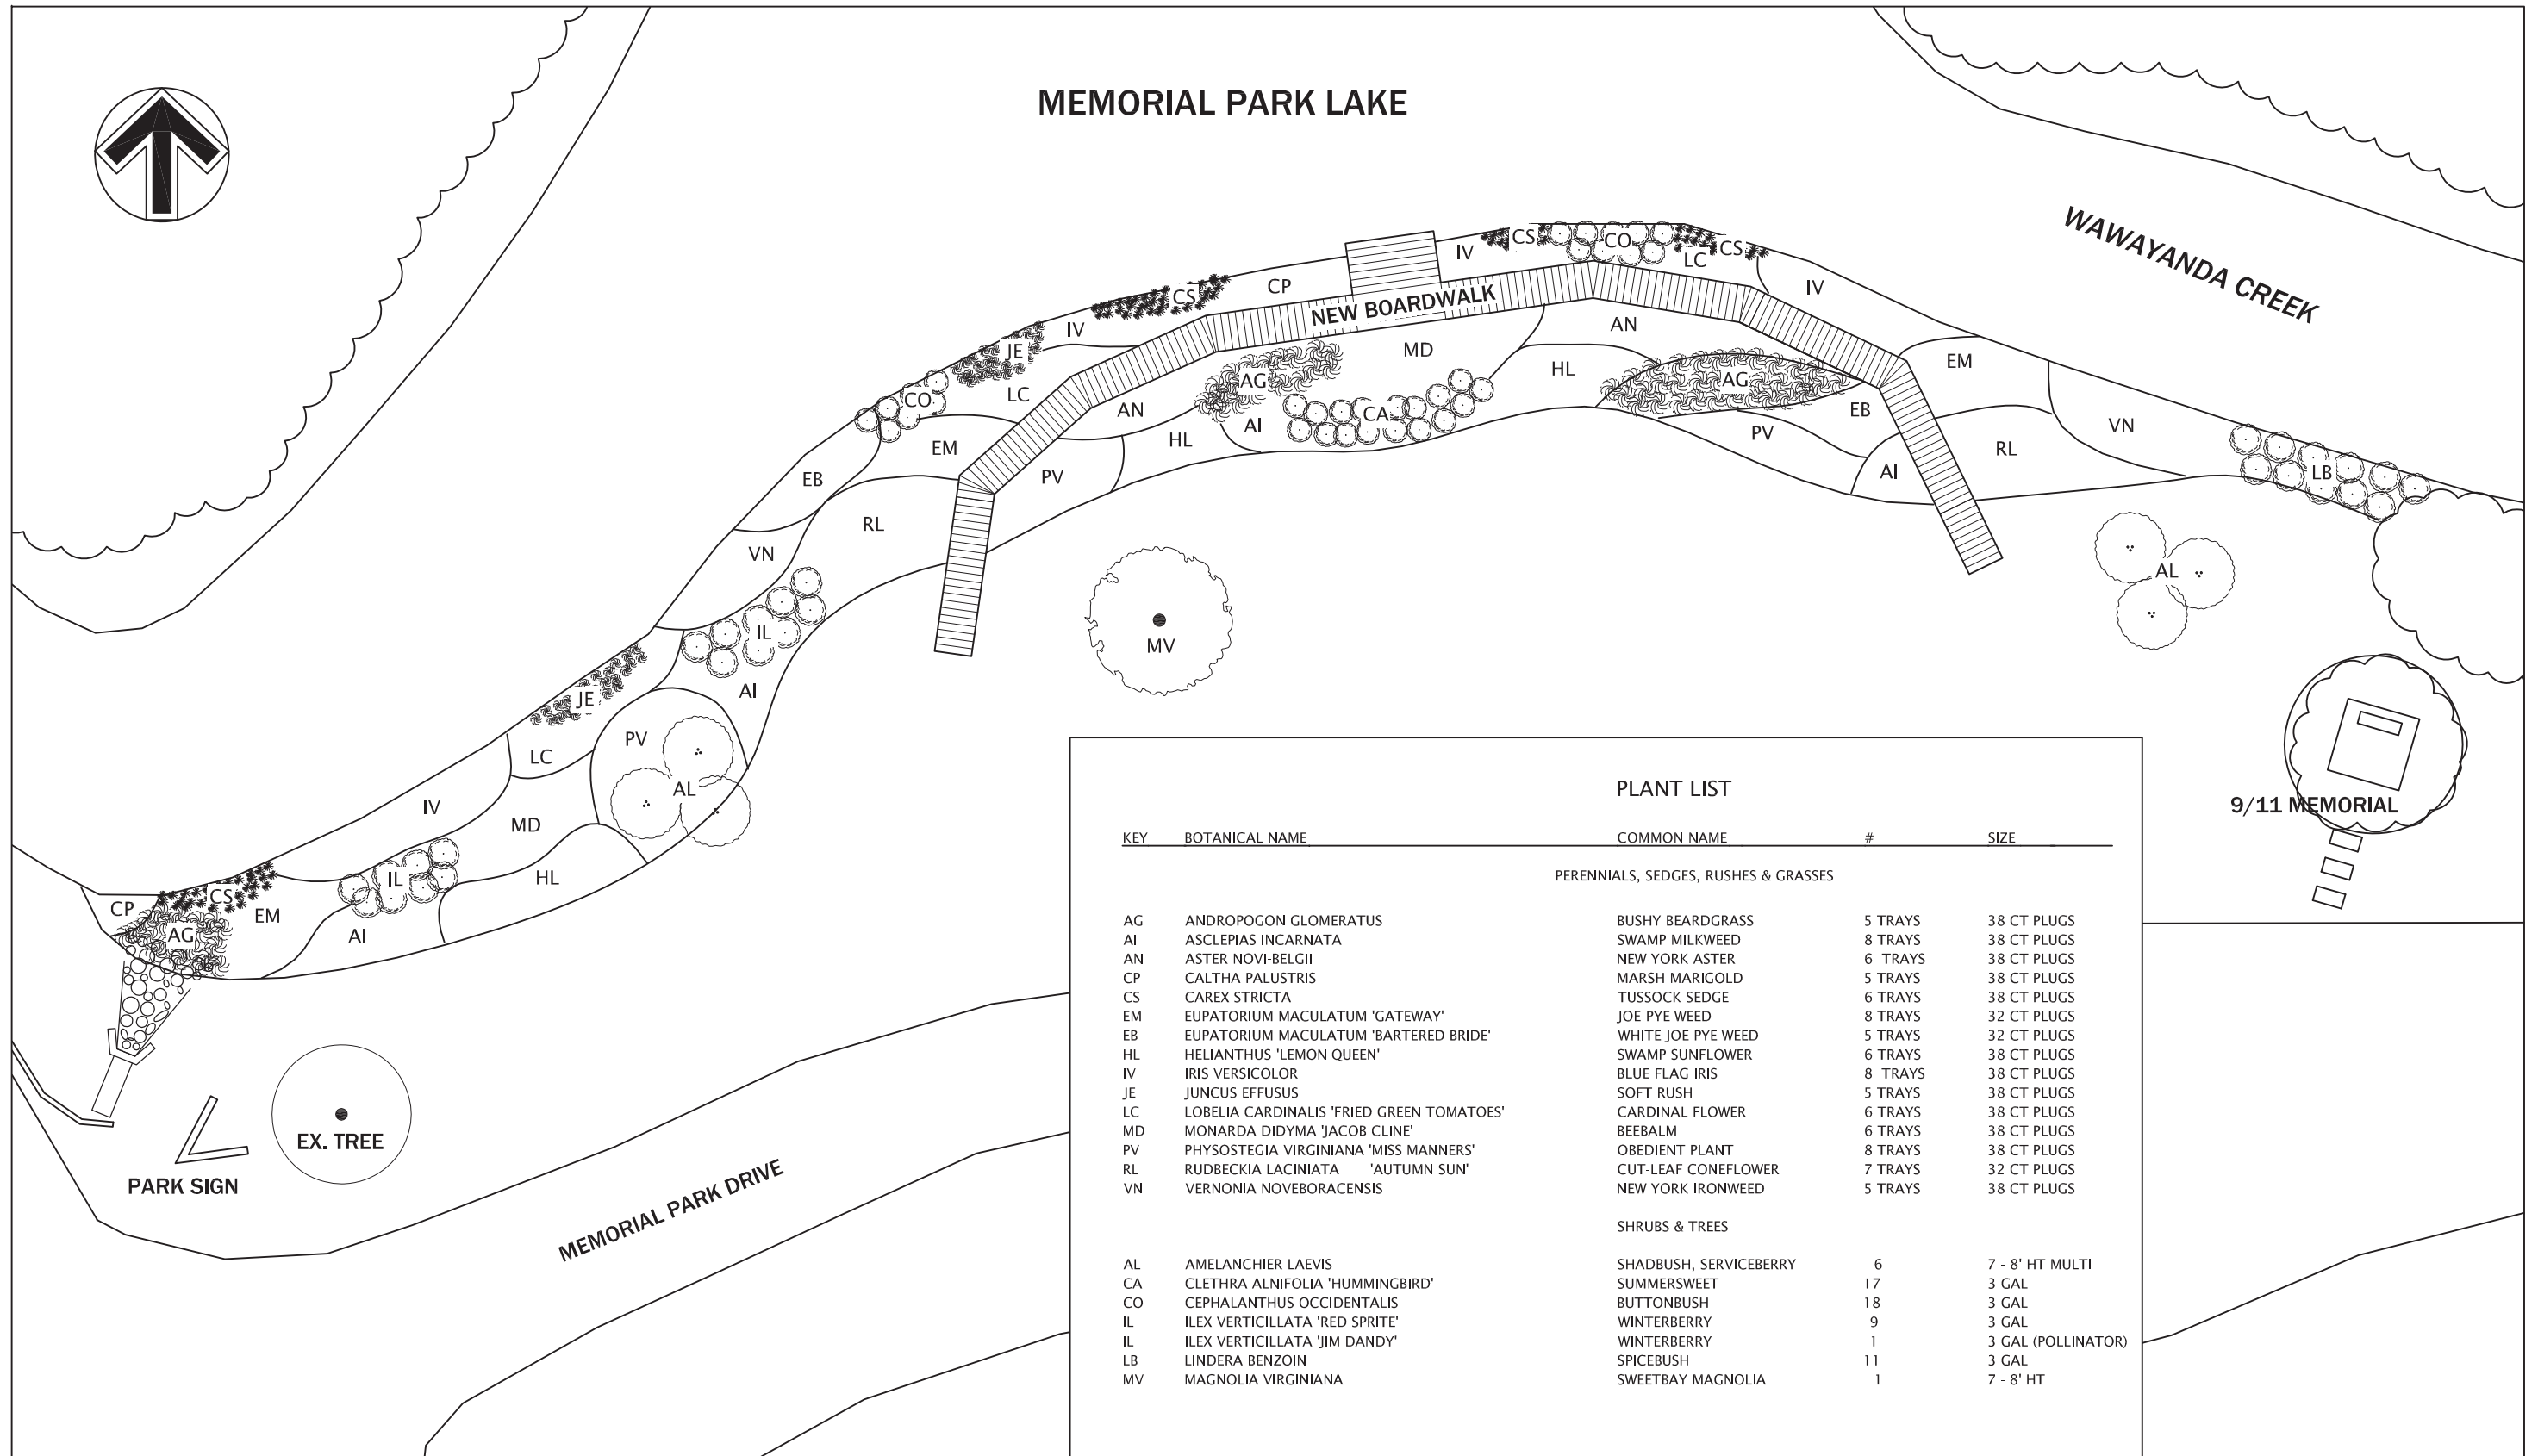 MEMORIAL PARK LAKE
WAWAYANDA CREEK
IV
CS
CO
CS
LC
IV
CP
CS
NEW BOARDWALK
IV
AN
JE
MD
EM
HL
AG
AG
LC
CO
AN
CA
EB
AI
VN
PV
HL
EM
RL
AI
LB
PV
EB
RL
VN
AL
IL
MV
AI
JE
PV
LC
AL
IV
MD
9/11 MEMORIAL
IL
HL
CS
CP
EM
AG
AI
EX. TREE
PARK SIGN
MEMORIAL PARK DRIVE
PLANT LIST
KEY BOTANICAL NAME COMMON NAME # SIZE
PERENNIALS, SEDGES, RUSHES & GRASSES
AG ANDROPOGON GLOMERATUS BUSHY BEARDGRASS 5 TRAYS 38 CT PLUGS
AI ASCLEPIAS INCARNATA SWAMP MILKWEED 8 TRAYS 38 CT PLUGS
AN ASTER NOVI-BELGII NEW YORK ASTER 6 TRAYS 38 CT PLUGS
CP CALTHA PALUSTRIS MARSH MARIGOLD 5 TRAYS 38 CT PLUGS
CS CAREX STRICTA TUSSOCK SEDGE 6 TRAYS 38 CT PLUGS
EM EUPATORIUM MACULATUM 'GATEWAY' JOE-PYE WEED 8 TRAYS 32 CT PLUGS
EB EUPATORIUM MACULATUM 'BARTERED BRIDE' WHITE JOE-PYE WEED 5 TRAYS 32 CT PLUGS
HL HELIANTHUS 'LEMON QUEEN' SWAMP SUNFLOWER 6 TRAYS 38 CT PLUGS
IV IRIS VERSICOLOR BLUE FLAG IRIS 8 TRAYS 38 CT PLUGS
JE JUNCUS EFFUSUS SOFT RUSH 5 TRAYS 38 CT PLUGS
LC LOBELIA CARDINALIS 'FRIED GREEN TOMATOES' CARDINAL FLOWER 6 TRAYS 38 CT PLUGS
MD MONARDA DIDYMA 'JACOB CLINE' BEEBALM 6 TRAYS 38 CT PLUGS
PV PHYSOSTEGIA VIRGINIANA 'MISS MANNERS' OBEDIENT PLANT 8 TRAYS 38 CT PLUGS
RL RUDBECKIA LACINIATA 'AUTUMN SUN' CUT-LEAF CONEFLOWER 7 TRAYS 32 CT PLUGS
VN VERNONIA NOVEBORACENSIS NEW YORK IRONWEED 5 TRAYS 38 CT PLUGS
SHRUBS & TREES
AL AMELANCHIER LAEVIS SHADBUSH, SERVICEBERRY 6 7 - 8' HT MULTI
CA CLETHRA ALNIFOLIA 'HUMMINGBIRD' SUMMERSWEET 17 3 GAL
CO CEPHALANTHUS OCCIDENTALIS BUTTONBUSH 18 3 GAL
IL ILEX VERTICILLATA 'RED SPRITE' WINTERBERRY 9 3 GAL
IL ILEX VERTICILLATA 'JIM DANDY' WINTERBERRY 1 3 GAL (POLLINATOR)
LB LINDERA BENZOIN SPICEBUSH 11 3 GAL
MV MAGNOLIA VIRGINIANA SWEETBAY MAGNOLIA 1 7 - 8' HT